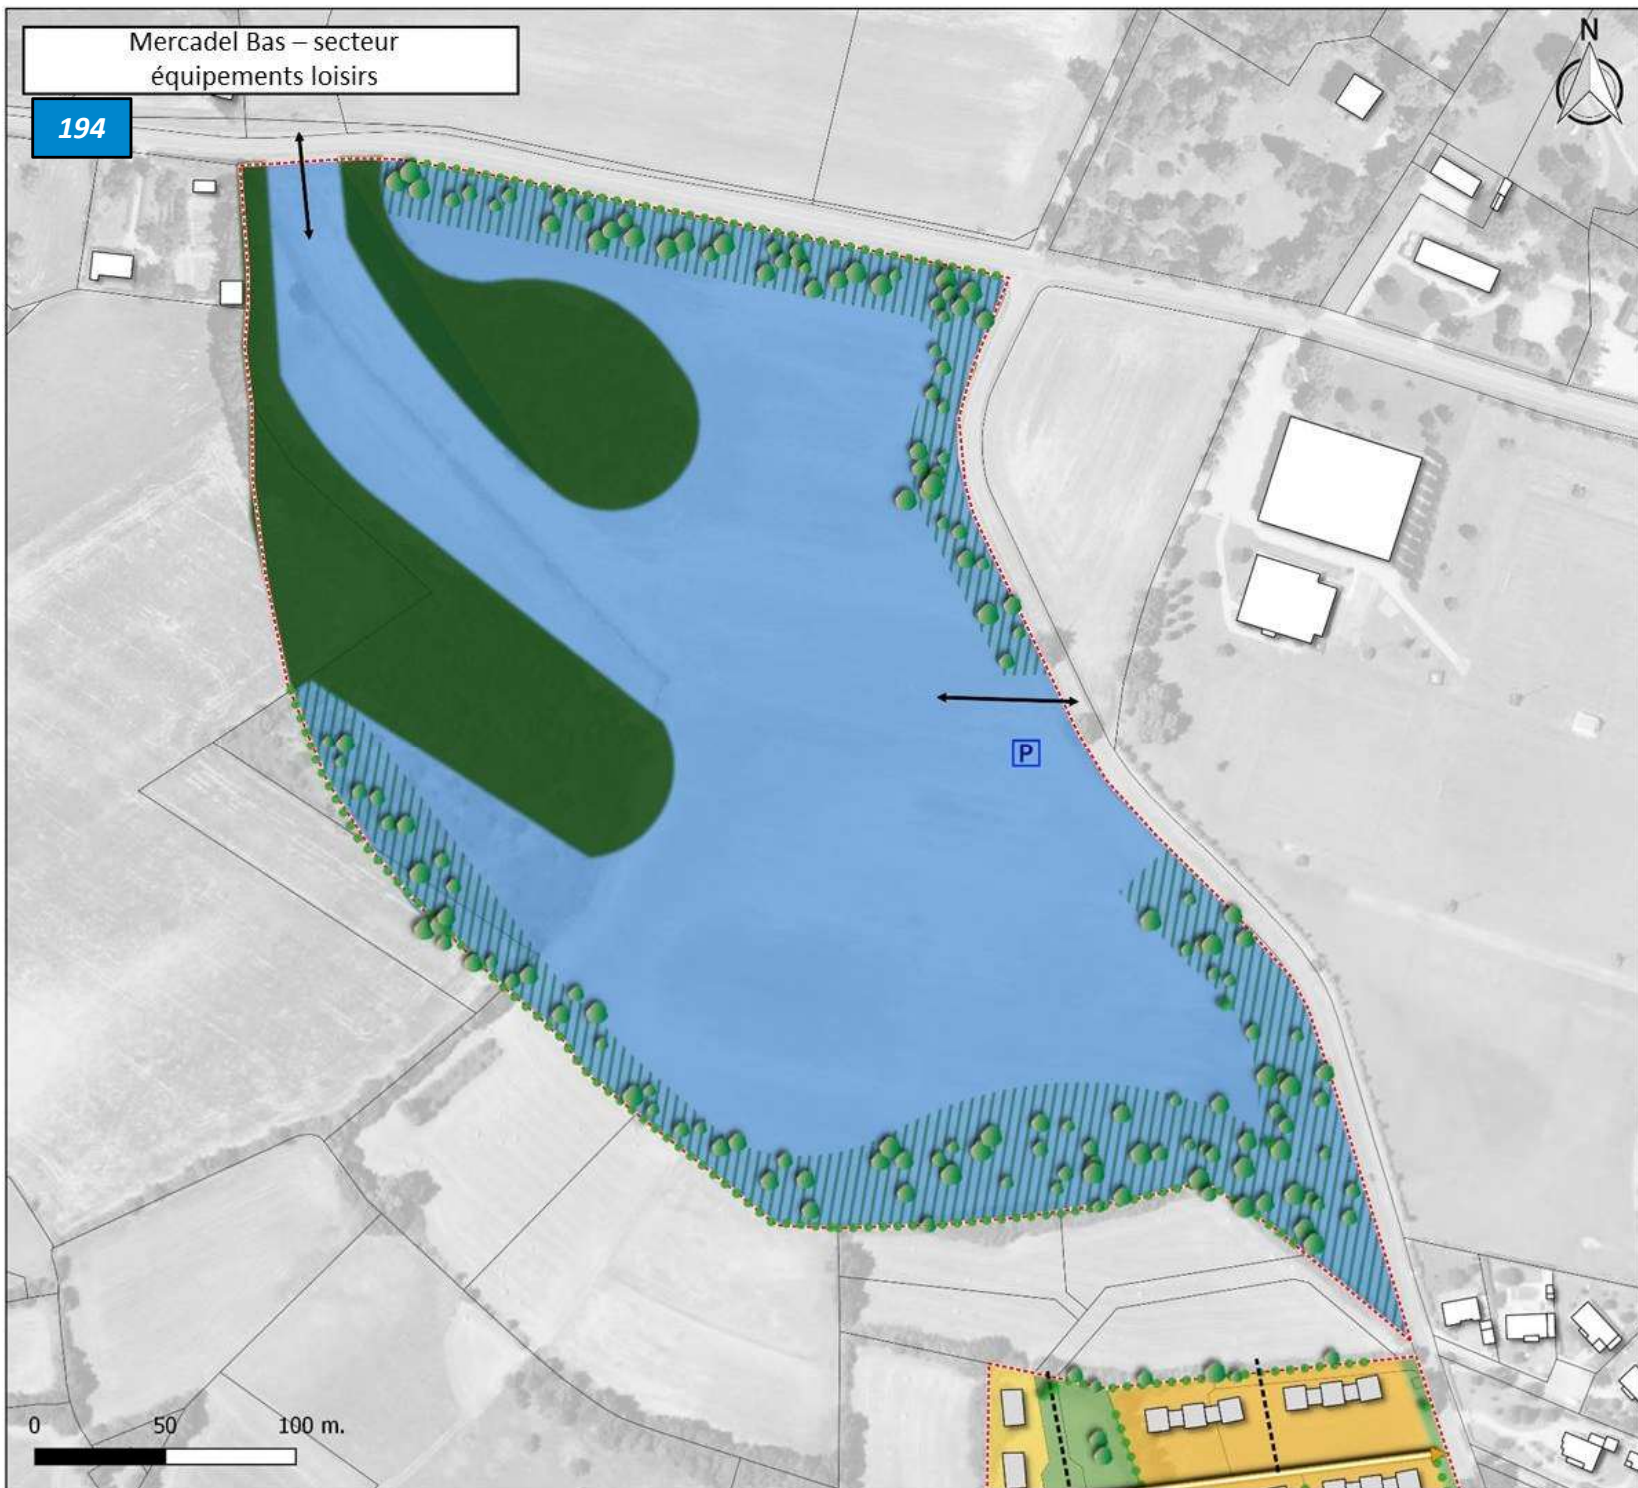 Mercadel Bas – secteur
équipements loisirs
N
194
P
0 50 100 m.